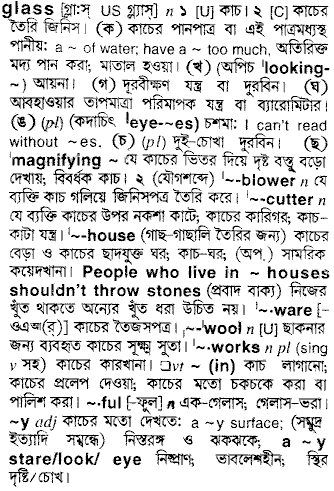 glass [গ্লা:স্ US গ্ল্যাস্] n ১ [U] কাচ। ২ [C] কাচের
তৈরি জিনিস। (ক) কাচের পানপাত্র বা এই পাত্রমধ্যস্থ
পানীয়: a ~ of water; have a ~ too much, অতিরিক্ত
মদ্য পান করা; মাতাল হওয়া। (খ) (অপিচ 'looking-
~) আয়না। (গ) দূরবীক্ষণ যন্ত্র বা দুরবিন। (ঘ)
আবহাওয়ার তাপমাত্রা পরিমাপক যন্ত্র বা ব্যারোমিটার।
(ঙ) (pl) (কদাচিৎ 'eye-~es) চশমা: I can't read
without ~es. (চ) (pl) দুই-চোখা দুরবিন। (ছ)
'magnifying ~ যে কাচের ভিতর দিয়ে দৃষ্ট বস্তু বড়ো
দেখায়; বিবর্ধক কাচ। ২ (যৌগশব্দে) '~-blower n যে
ব্যক্তি কাচ গলিয়ে জিনিসপত্র তৈরি করে। '~-cutter n
যে ব্যক্তি কাচের উপর নকশা কাটে; কাচের কারিগর; কাচ-
কাটা যন্ত্র। '~-house (গাছ-গাছালি তৈরির জন্য) কাচের
বেড়া ও কাচের ছাদযুক্ত ঘর; কাচ-ঘর; (অপ.) সামরিক
কয়েদখানা। People who live in ~ houses
shouldn't throw stones (প্রবাদ বাক্য) নিজের
খুঁত থাকতে অন্যের খুঁত ধরা উচিত নয়। '~-ware [-
ওএঅ(র্)] কাচের তৈজসপত্র। ,~-'wool n [U] ছাকনার
জন্য ব্যবহৃত কাচের সূক্ষ্ম সুতা। '~-works n pl (sing
v সহ) কাচের কারখানা। □vt ~ (in) কাচ লাগানো;
কাচের প্রলেপ দেওয়া; কাচের মতো চকচকে করা বা
পালিশ করা। ~-ful [-ফুল্] n এক-গেলাস; গেলাস-ভরা।
~y adj কাচের মতো দেখতে: a ~y surface; (সমুদ্র
ইত্যাদি সম্বন্ধে) নিস্তরঙ্গ ও ঝকঝকে; a ~y
stare/look/ eye নিষ্প্রাণ; ভাবলেশহীন; স্থির
দৃষ্টি/চোখ।